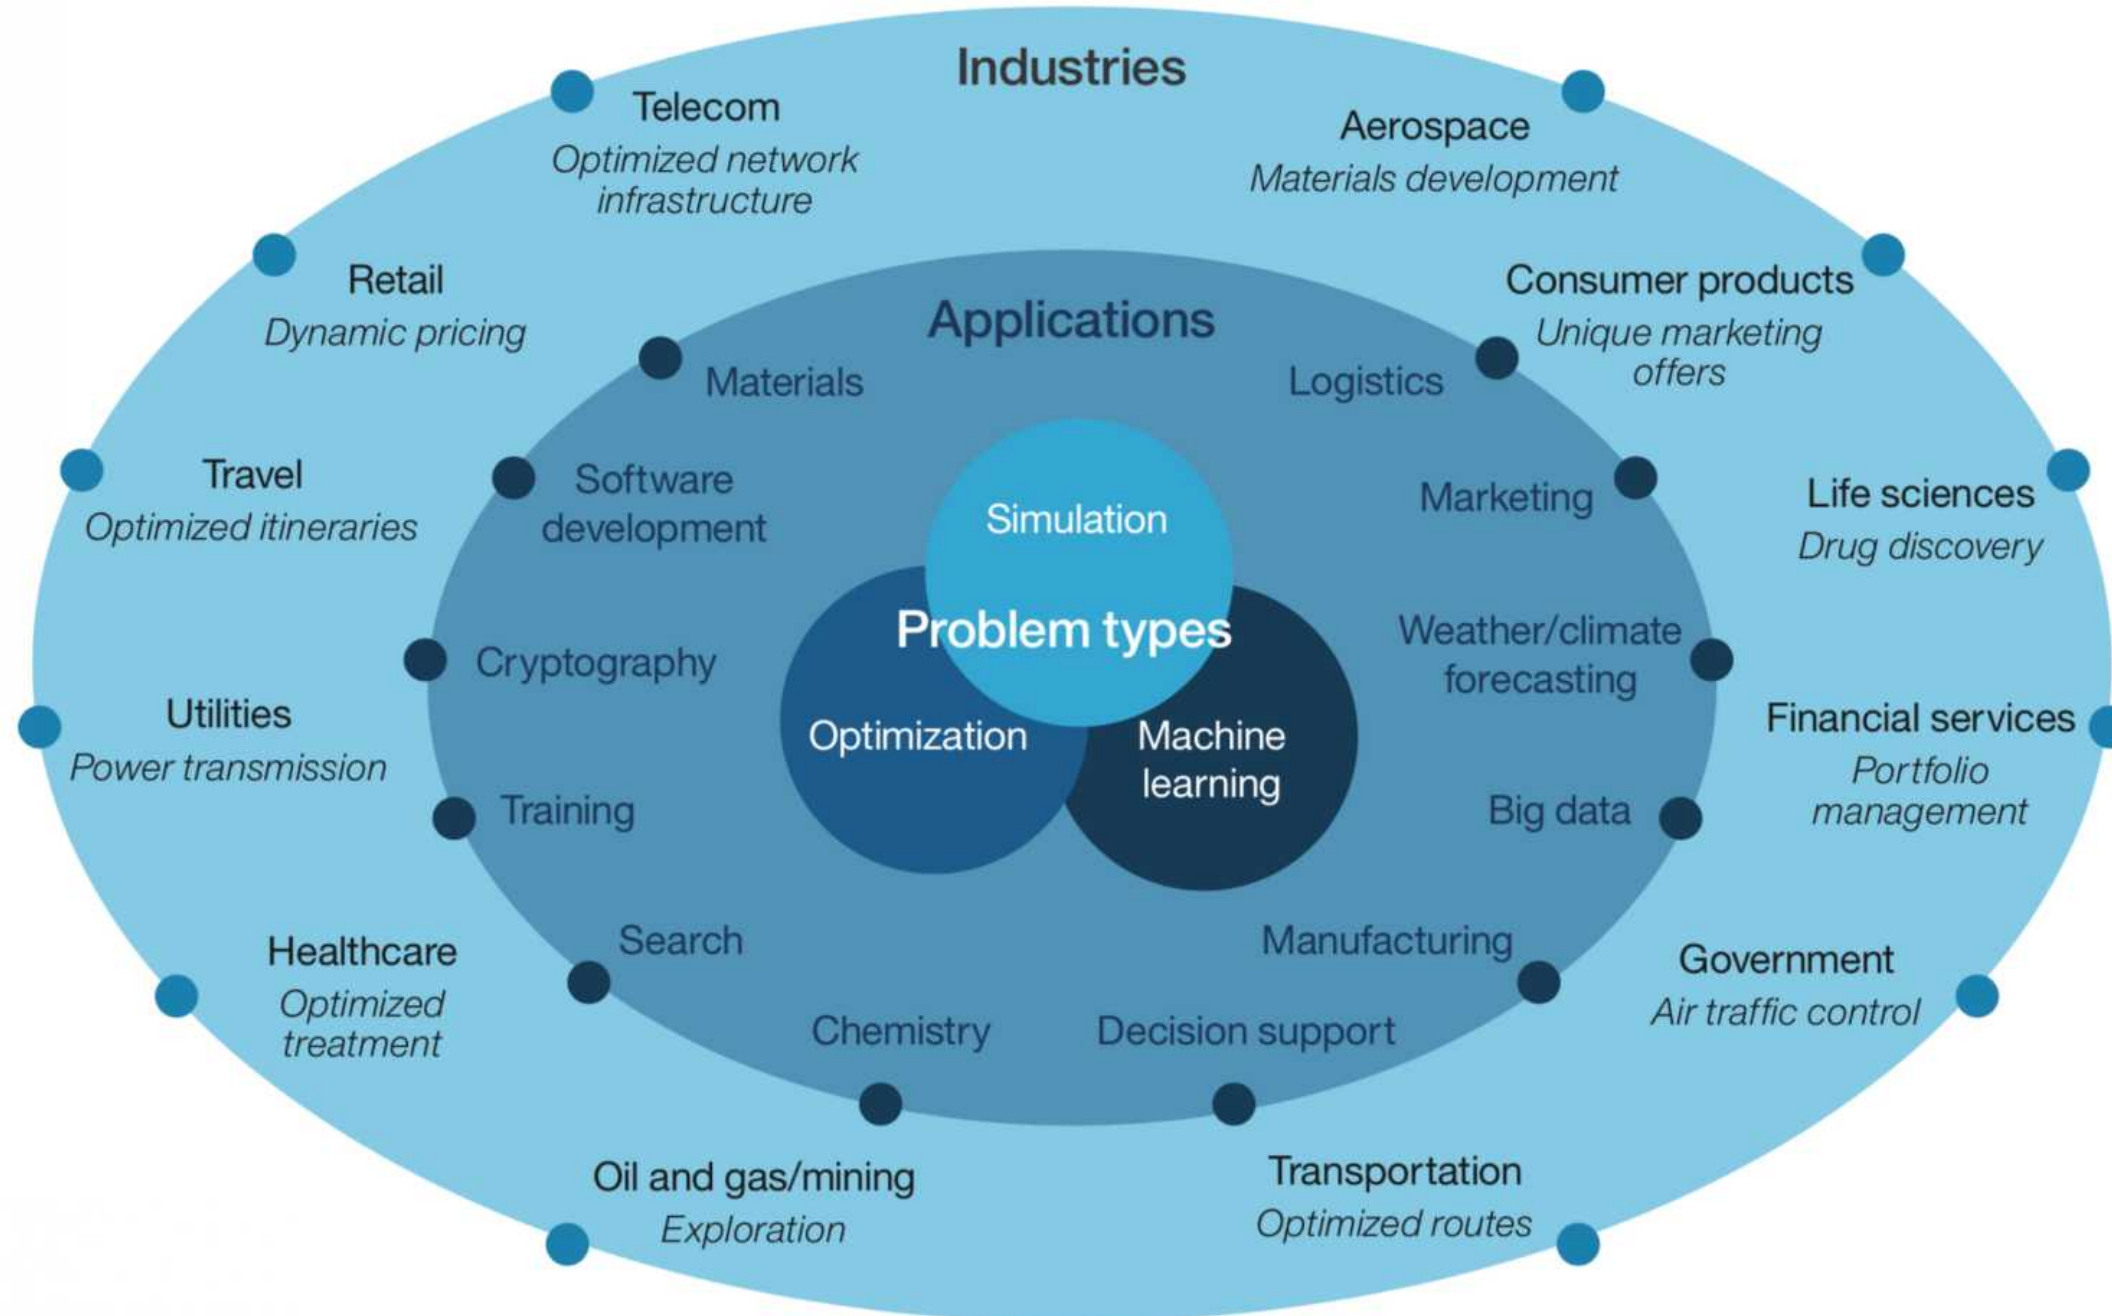 Industries
Telecom
Optimized network
infrastructure
Aerospace
Materials development
Retail
Dynamic pricing
Consumer products
Unique marketing
offers
Travel
Optimized itineraries
Life sciences
Drug discovery
Utilities
Power transmission
Financial services
Portfolio
management
Healthcare
Optimized
treatment
Government
Air traffic control
Oil and gas/mining
Exploration
Transportation
Optimized routes
Applications
Materials
Logistics
Software
development
Marketing
Cryptography
Weather/climate
forecasting
Training
Big data
Search
Manufacturing
Chemistry
Decision support
Simulation
Problem types
Optimization
Machine
learning